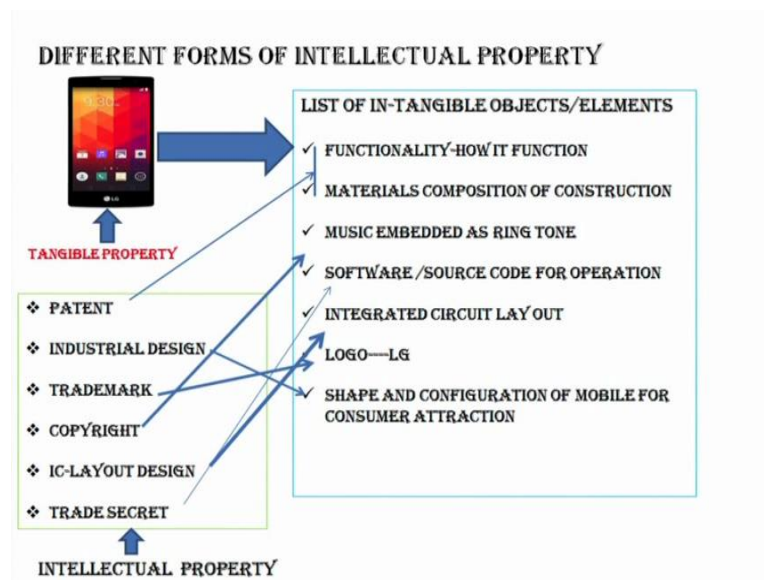 DIFFERENT FORMS OF INTELLECTUAL PROPERTY
9:30
LG
TANGIBLE PROPERTY
LIST OF IN-TANGIBLE OBJECTS/ELEMENTS
FUNCTIONALITY-HOW IT FUNCTION
MATERIALS COMPOSITION OF CONSTRUCTION
MUSIC EMBEDDED AS RING TONE
SOFTWARE /SOURCE CODE FOR OPERATION
INTEGRATED CIRCUIT LAY OUT
LOGO----LG
SHAPE AND CONFIGURATION OF MOBILE FOR
CONSUMER ATTRACTION
PATENT
INDUSTRIAL DESIGN
TRADEMARK
COPYRIGHT
IC-LAYOUT DESIGN
TRADE SECRET
INTELLECTUAL PROPERTY